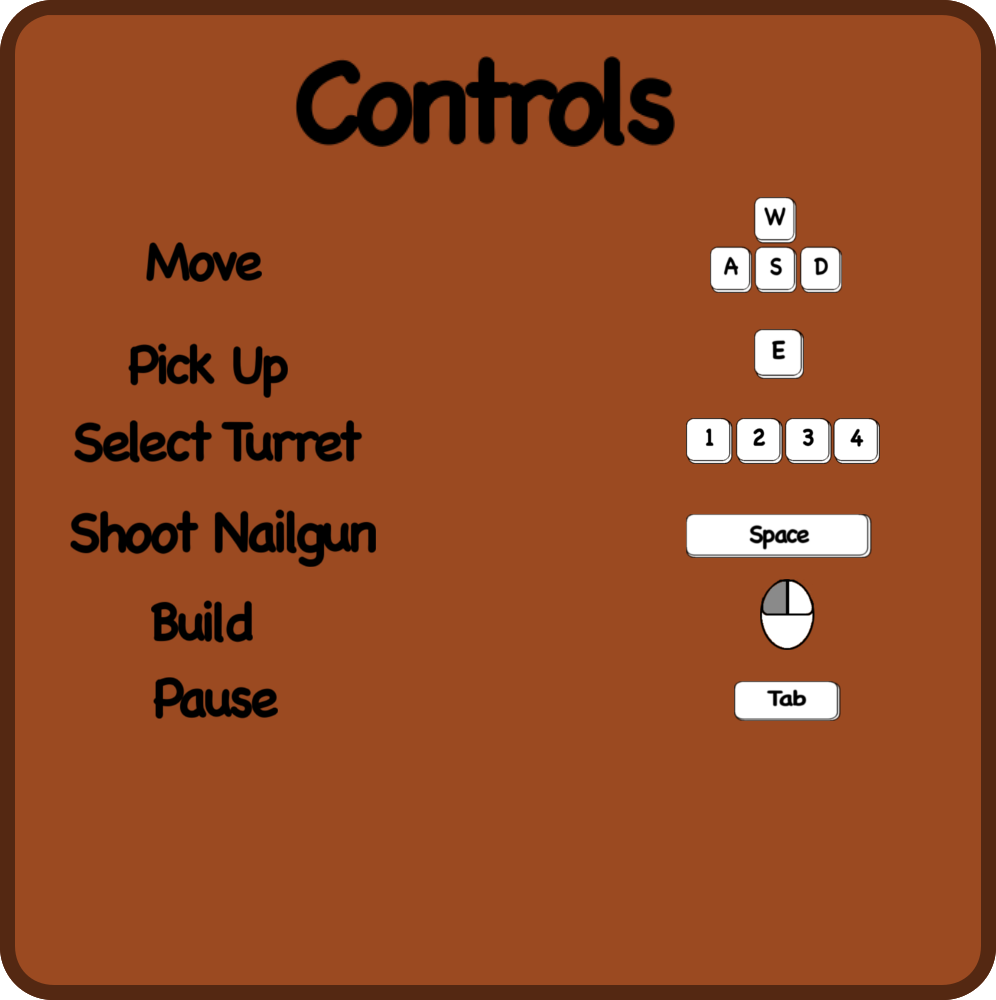 Controls
W
Move A S D
Pick Up E
Select Turret 1 2 3 4
Shoot Nailgun Space
Build
Pause Tab